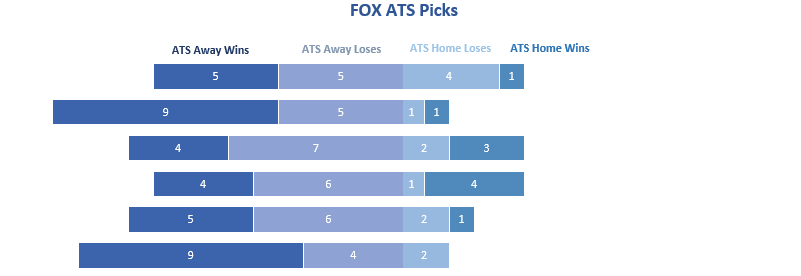 FOX ATS Picks
ATS Away Wins ATS Away Loses ATS Home Loses ATS Home Wins
5 5 4 1
9 5 1 1
4 7 2 3
4 6 1 4
5 6 2 1
9 4 2